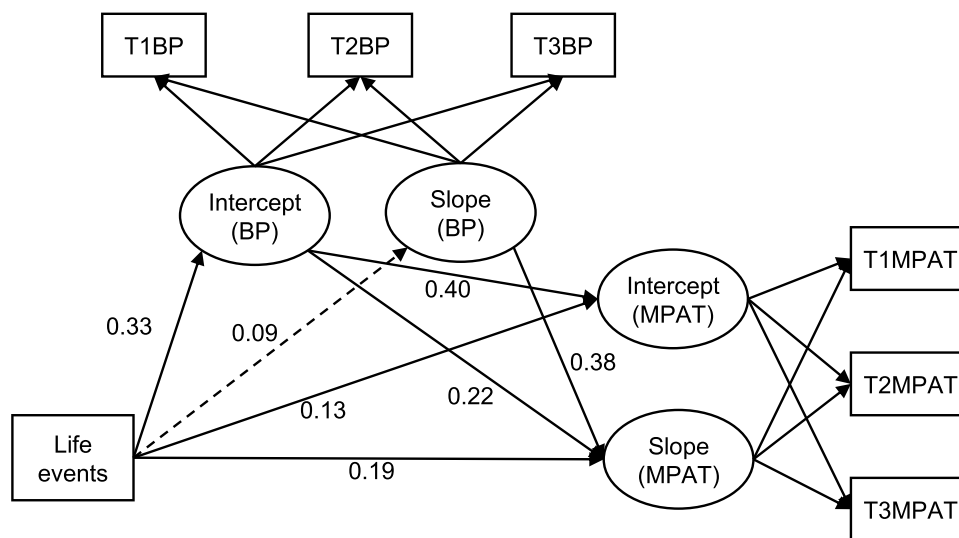 T1BP
T2BP
T3BP
Intercept
(BP)
Slope
(BP)
T1MPAT
Intercept
(MPAT)
0.40
0.33
0.09
0.38
T2MPAT
0.13
0.22
Life
events
Slope
(MPAT)
0.19
T3MPAT